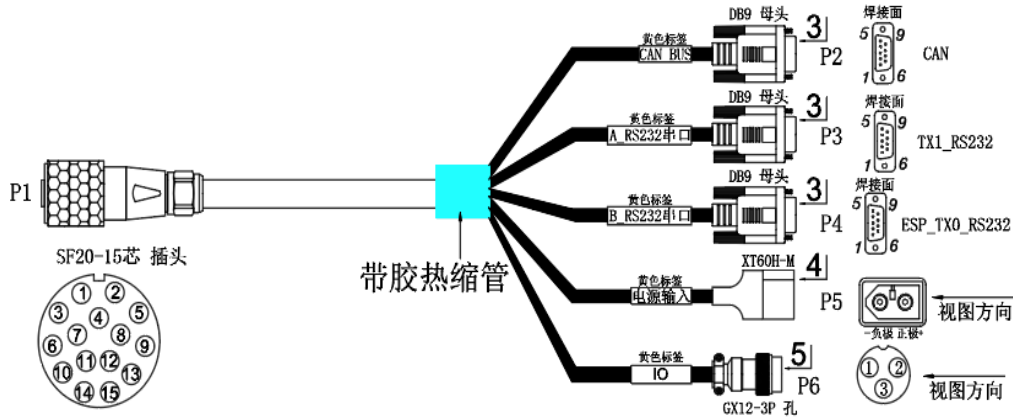 DB9 母头
3
P2
黄色标签
CAN BUS
焊接面
5
9
1
6
CAN
DB9 母头
3
P3
黄色标签
A_RS232串口
焊接面
5
9
1
6
TX1_RS232
DB9 母头
3
P4
黄色标签
B_RS232串口
焊接面
5
9
1
6
ESP_TX0_RS232
P1
SF20-15芯 插头
1 2
3 4 5
6 7 8 9
10 11 12 13
14 15
带胶热缩管
XT60H-M
4
P5
黄色标签
电源输入
-负极 正极+
视图方向
黄色标签
IO
5
P6
GX12-3P 孔
1 2
3
视图方向